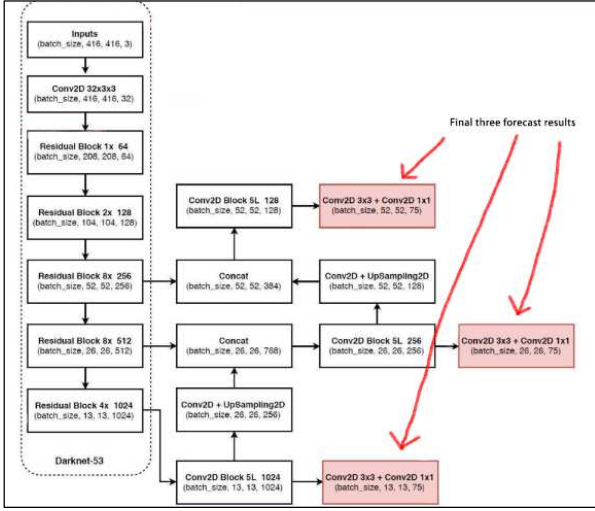 Inputs
(batch_size, 416, 416, 3)
Conv2D 32x3x3
(batch_size, 416, 416, 32)
Residual Block 1x 64
(batch_size, 208, 208, 64)
Residual Block 2x 128
(batch_size, 104, 104, 128)
Residual Block 8x 256
(batch_size, 52, 52, 256)
Residual Block 8x 512
(batch_size, 26, 26, 512)
Residual Block 4x 1024
(batch_size, 13, 13, 1024)
Darknet-53
Final three forecast results
Conv2D Block 5L 128
(batch_size, 52, 52, 128)
Conv2D 3x3 + Conv2D 1x1
(batch_size, 52, 52, 75)
Concat
(batch_size, 52, 52, 384)
Conv2D + UpSampling2D
(batch_size, 52, 52, 128)
Concat
(batch_size, 26, 26, 768)
Conv2D Block 5L 256
(batch_size, 26, 26, 256)
Conv2D 3x3 + Conv2D 1x1
(batch_size, 26, 26, 75)
Conv2D + UpSampling2D
(batch_size, 26, 26, 256)
Conv2D Block 5L 1024
(batch_size, 13, 13, 1024)
Conv2D 3x3 + Conv2D 1x1
(batch_size, 13, 13, 75)